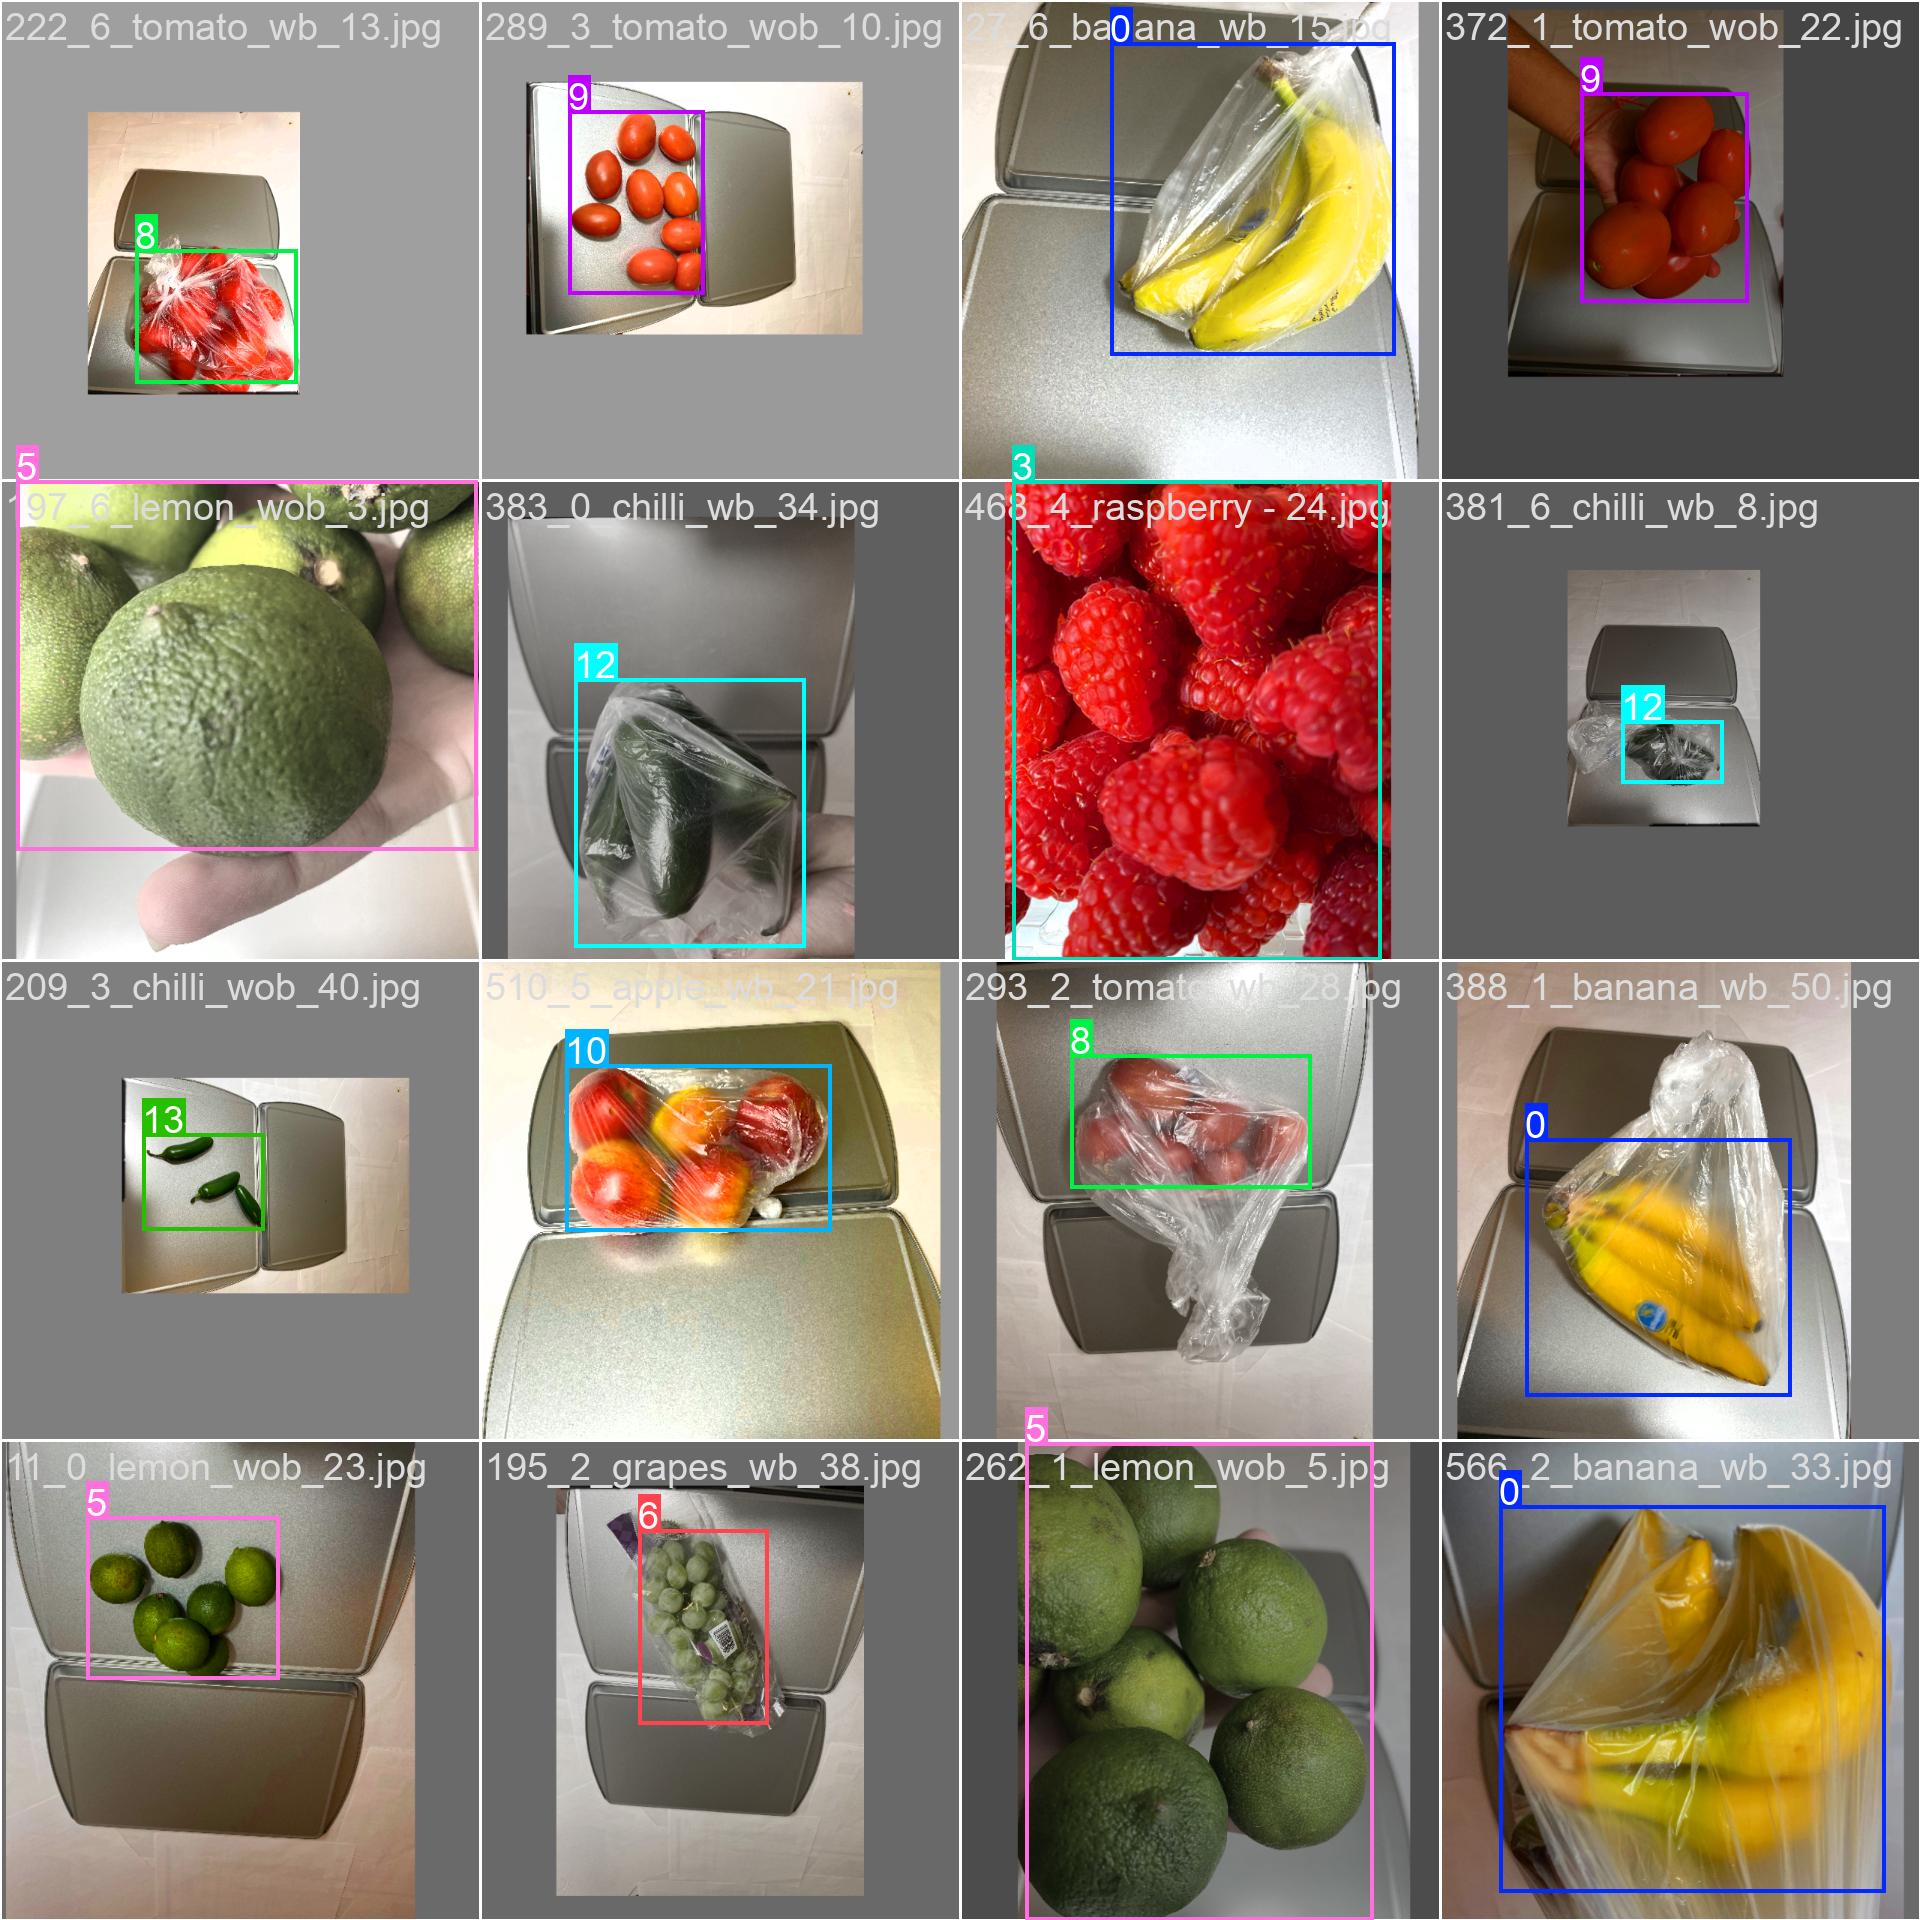 222_6_tomato_wb_13.jpg
289_3_tomato_wob_10.jpg
27_6_banana_wb_15.jpg
372_1_tomato_wob_22.jpg
0
9
9
8
5
3
197_6_lemon_wob_3.jpg
383_0_chilli_wb_34.jpg
468_4_raspberry - 24.jpg
381_6_chilli_wb_8.jpg
12
12
209_3_chilli_wob_40.jpg
510_5_apple_wb_21.jpg
293_2_tomato_wb_28.jpg
388_1_banana_wb_50.jpg
13
10
8
0
5
11_0_lemon_wob_23.jpg
195_2_grapes_wb_38.jpg
262_1_lemon_wob_5.jpg
566_2_banana_wb_33.jpg
5
6
0